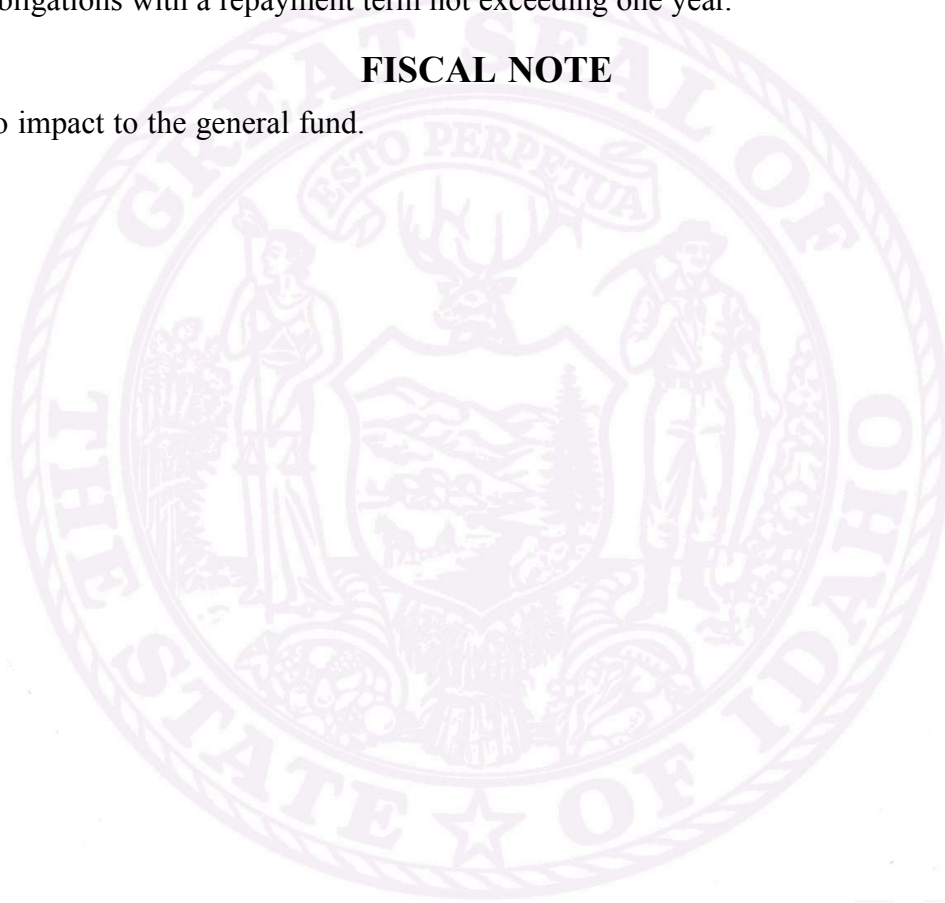 obligations with a repayment term not exceeding one year.
FISCAL NOTE
o impact to the general fund.
GREAT SEAL OF
ESTO PERPETUA
THE STATE OF IDAHO